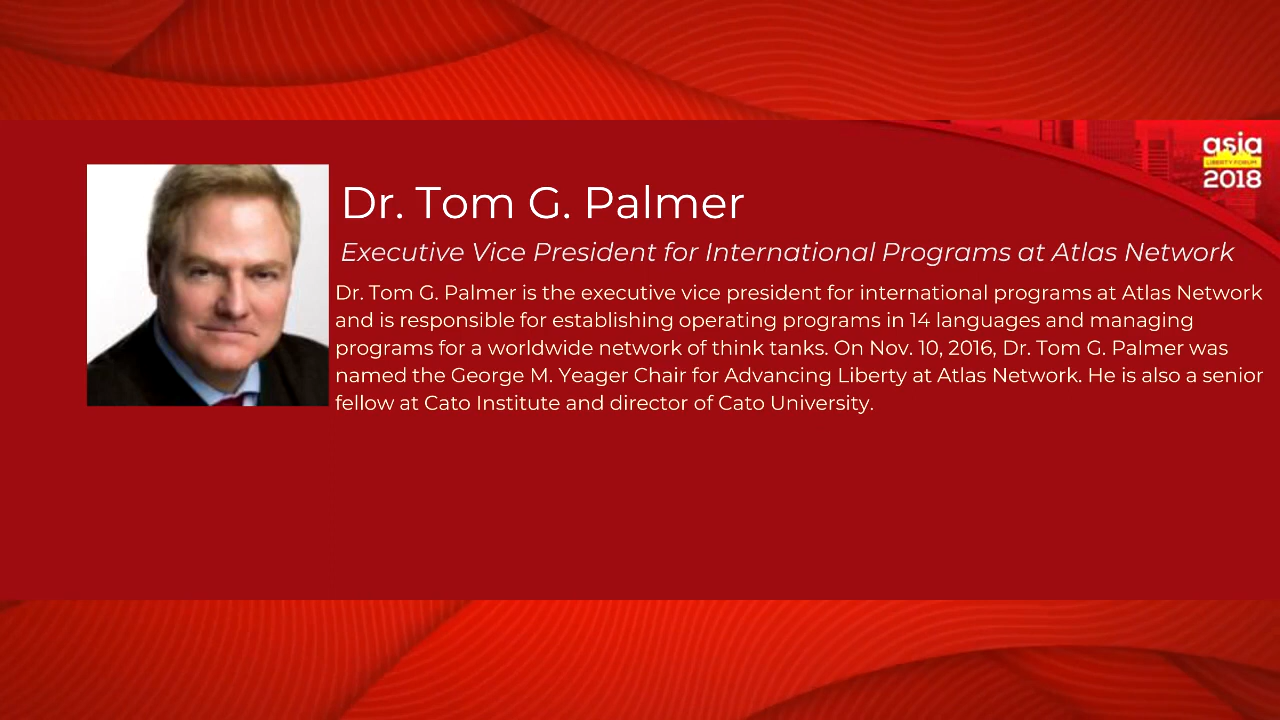 asia
LIBERTY FORUM
2018
Dr. Tom G. Palmer
Executive Vice President for International Programs at Atlas Network
Dr. Tom G. Palmer is the executive vice president for international programs at Atlas Network
and is responsible for establishing operating programs in 14 languages and managing
programs for a worldwide network of think tanks. On Nov. 10, 2016, Dr. Tom G. Palmer was
named the George M. Yeager Chair for Advancing Liberty at Atlas Network. He is also a senior
fellow at Cato Institute and director of Cato University.